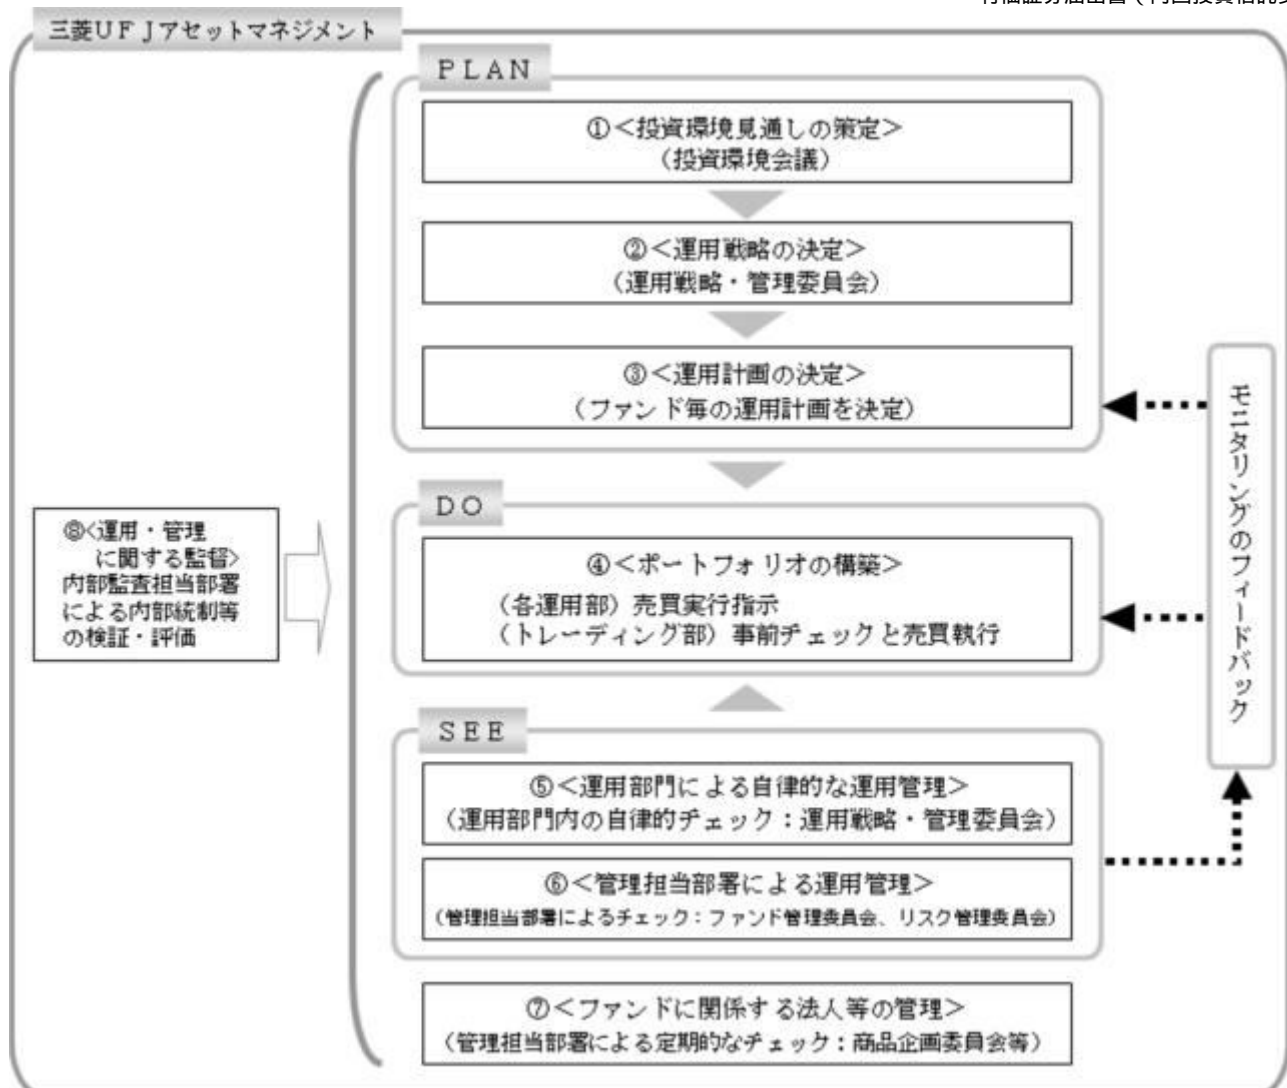 三菱UFJアセットマネジメント
PLAN
①<投資環境見通しの策定>
(投資環境会議)
②<運用戦略の決定>
(運用戦略・管理委員会)
③<運用計画の決定>
(ファンド毎の運用計画を決定)
DO
④<ポートフォリオの構築>
(各運用部)売買実行指示
(トレーディング部)事前チェックと売買執行
SEE
⑤<運用部門による自律的な運用管理>
(運用部門内の自律的チェック:運用戦略・管理委員会)
⑥<管理担当部署による運用管理>
(管理担当部署によるチェック:ファンド管理委員会、リスク管理委員会)
⑦<ファンドに関係する法人等の管理>
(管理担当部署による定期的なチェック:商品企画委員会等)
⑧<運用・管理
に関する監督>
内部監査担当部署
による内部統制等
の検証・評価
モニタリングのフィードバック